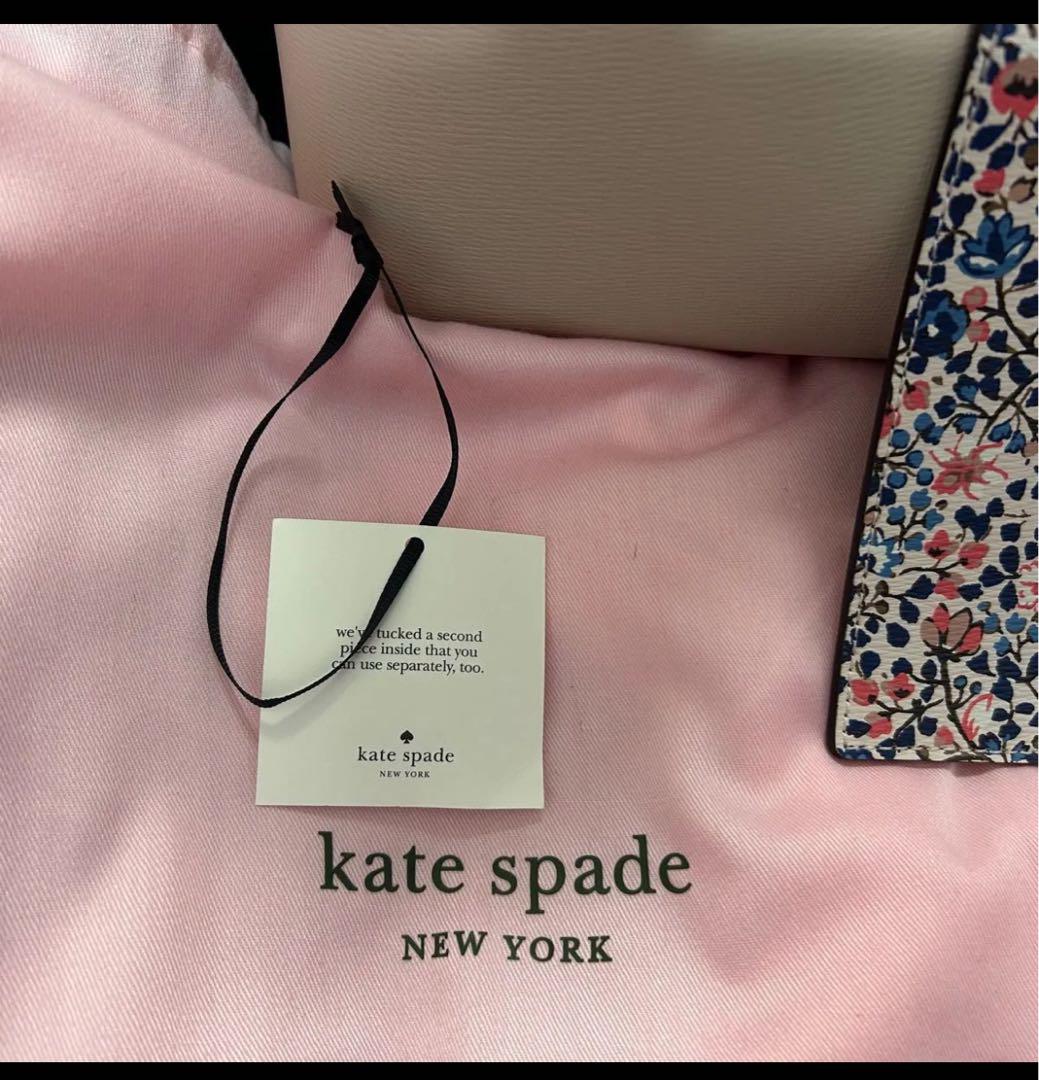 we've tucked a second
piece inside that you
can use separately, too.
kate spade
NEW YORK
kate spade
NEW YORK